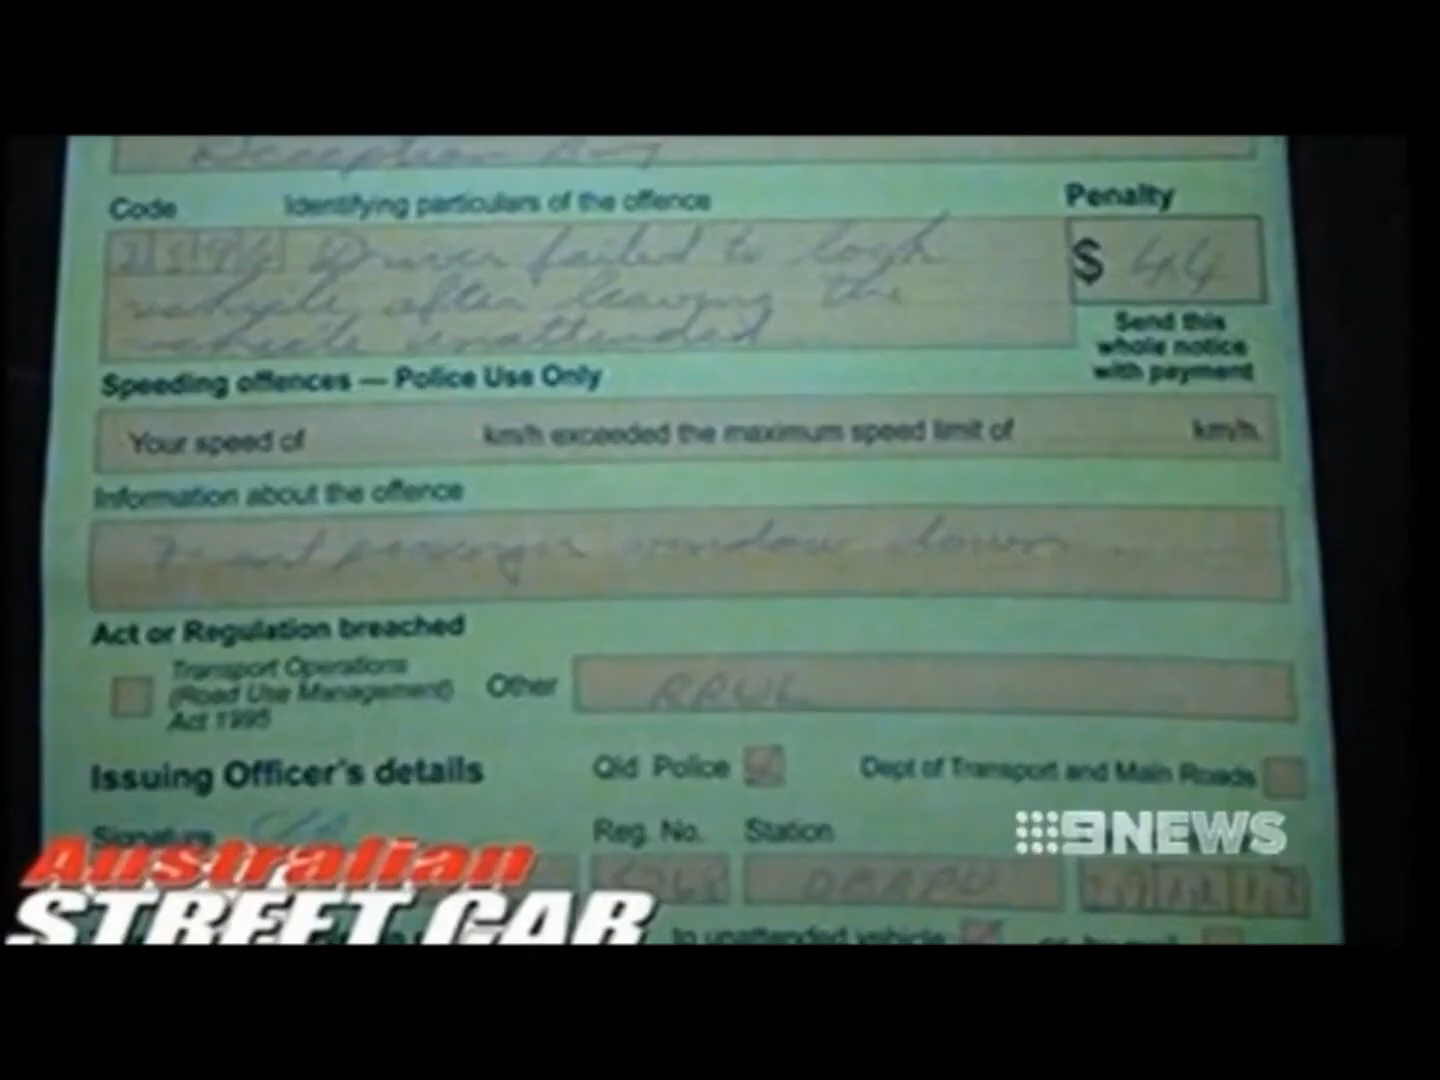 Code Identifying particulars of the offence Penalty
Driver failed to lock $ 44
vehicle after leaving the
vehicle unattended.
Send this
whole notice
with payment
Speeding offences — Police Use Only
Your speed of km/h exceeded the maximum speed limit of km/h.
Information about the offence
Front passenger window down
Act or Regulation breached
Transport Operations
(Road Use Management)
Act 1995
Other
Issuing Officer's details Qld Police Dept of Transport and Main Roads
Signature Reg. No. Station
9NEWS
Australian
STREET CAR
to unattended vehicle